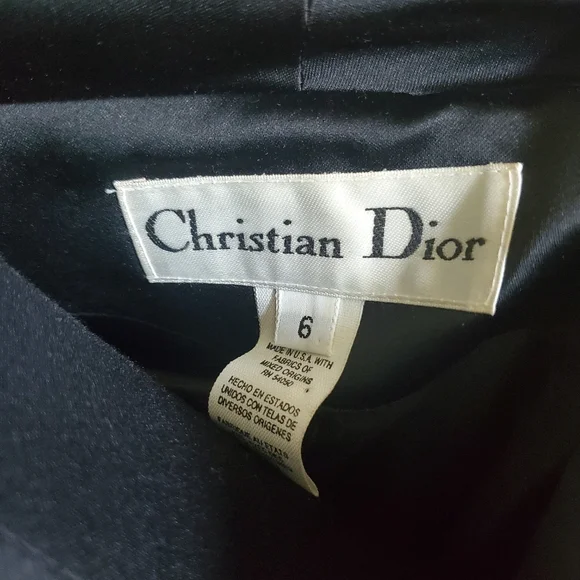 Christian Dior
6
MADE IN U.S.A. WITH
FABRICS OF
MIXED ORIGINS
RN 54050
HECHO EN ESTADOS
UNIDOS CON TELAS DE
DIVERSOS ORIGENES